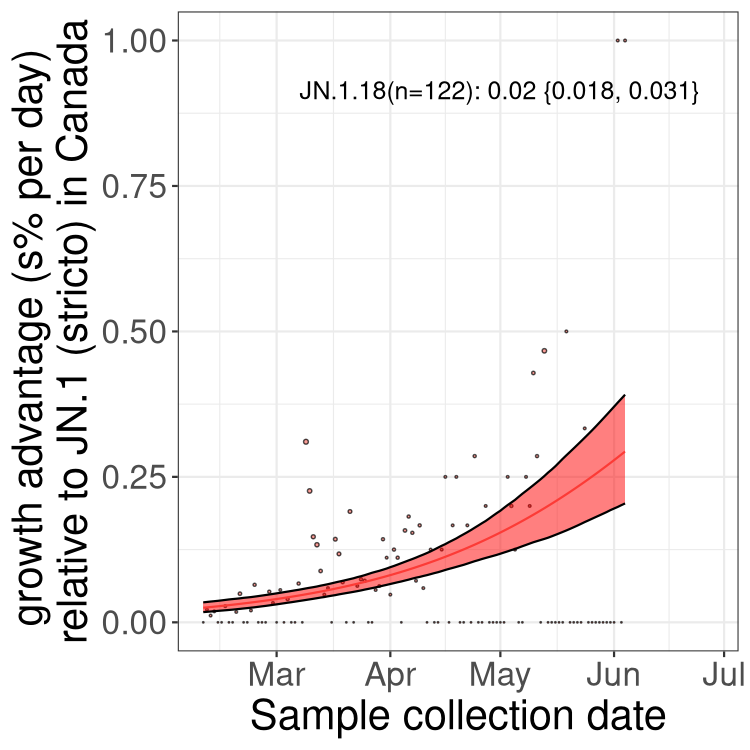 growth advantage (s% per day)
relative to JN.1 (stricto) in Canada
1.00
0.75
0.50
0.25
0.00
JN.1.18(n=122): 0.02 {0.018, 0.031}
Mar Apr May Jun Jul
Sample collection date